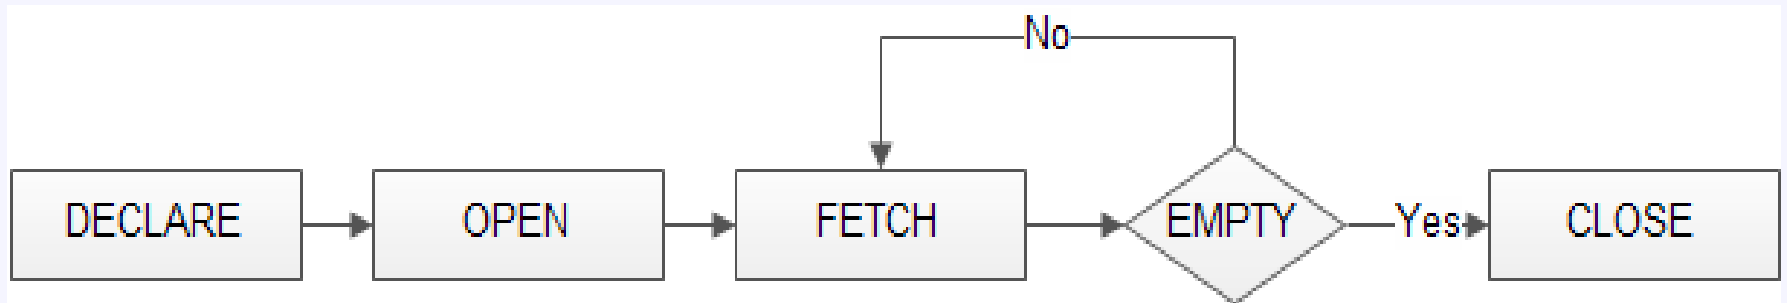 No
DECLARE
OPEN
FETCH
EMPTY
Yes
CLOSE